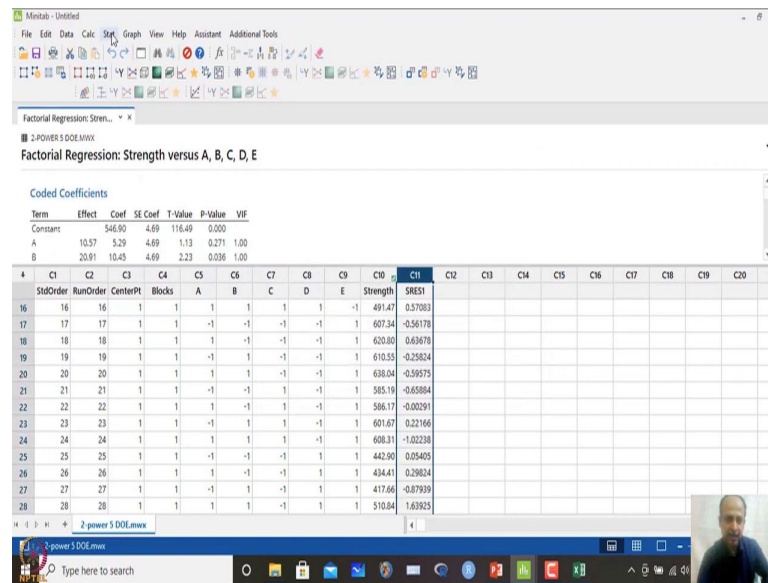 Minitab - Untitled
File Edit Data Calc Stat Graph View Help Assistant Additional Tools
Factorial Regression: Stren...
2-POWER 5 DOE.MWX
Factorial Regression: Strength versus A, B, C, D, E
Coded Coefficients
Term Effect Coef SE Coef T-Value P-Value VIF
Constant 546.90 4.69 116.49 0.000
A 10.57 5.29 4.69 1.13 0.271 1.00
B 20.91 10.45 4.69 2.23 0.036 1.00
C1 C2 C3 C4 C5 C6 C7 C8 C9 C10 C11 C12 C13 C14 C15 C16 C17 C18 C19 C20
StdOrder RunOrder CenterPt Blocks A B C D E Strength SRES1
16 16 16 1 1 1 1 1 1 -1 491.47 0.57083
17 17 17 1 1 -1 -1 -1 -1 1 607.34 -0.56178
18 18 18 1 1 1 -1 -1 -1 1 620.80 0.63678
19 19 19 1 1 -1 1 -1 -1 1 610.55 -0.25824
20 20 20 1 1 1 1 -1 -1 1 638.04 -0.59575
21 21 21 1 1 -1 -1 1 -1 1 585.19 -0.65884
22 22 22 1 1 1 -1 1 -1 1 586.17 -0.00291
23 23 23 1 1 -1 1 1 -1 1 601.67 0.22166
24 24 24 1 1 1 1 1 -1 1 608.31 -1.02238
25 25 25 1 1 -1 -1 -1 1 1 442.90 0.05405
26 26 26 1 1 1 -1 -1 1 1 434.41 0.29824
27 27 27 1 1 -1 1 -1 1 1 417.66 -0.87939
28 28 28 1 1 1 1 -1 1 1 510.84 1.63925
2-power 5 DOE.mwx
2-power 5 DOE.mwx
Type here to search
NPTEL